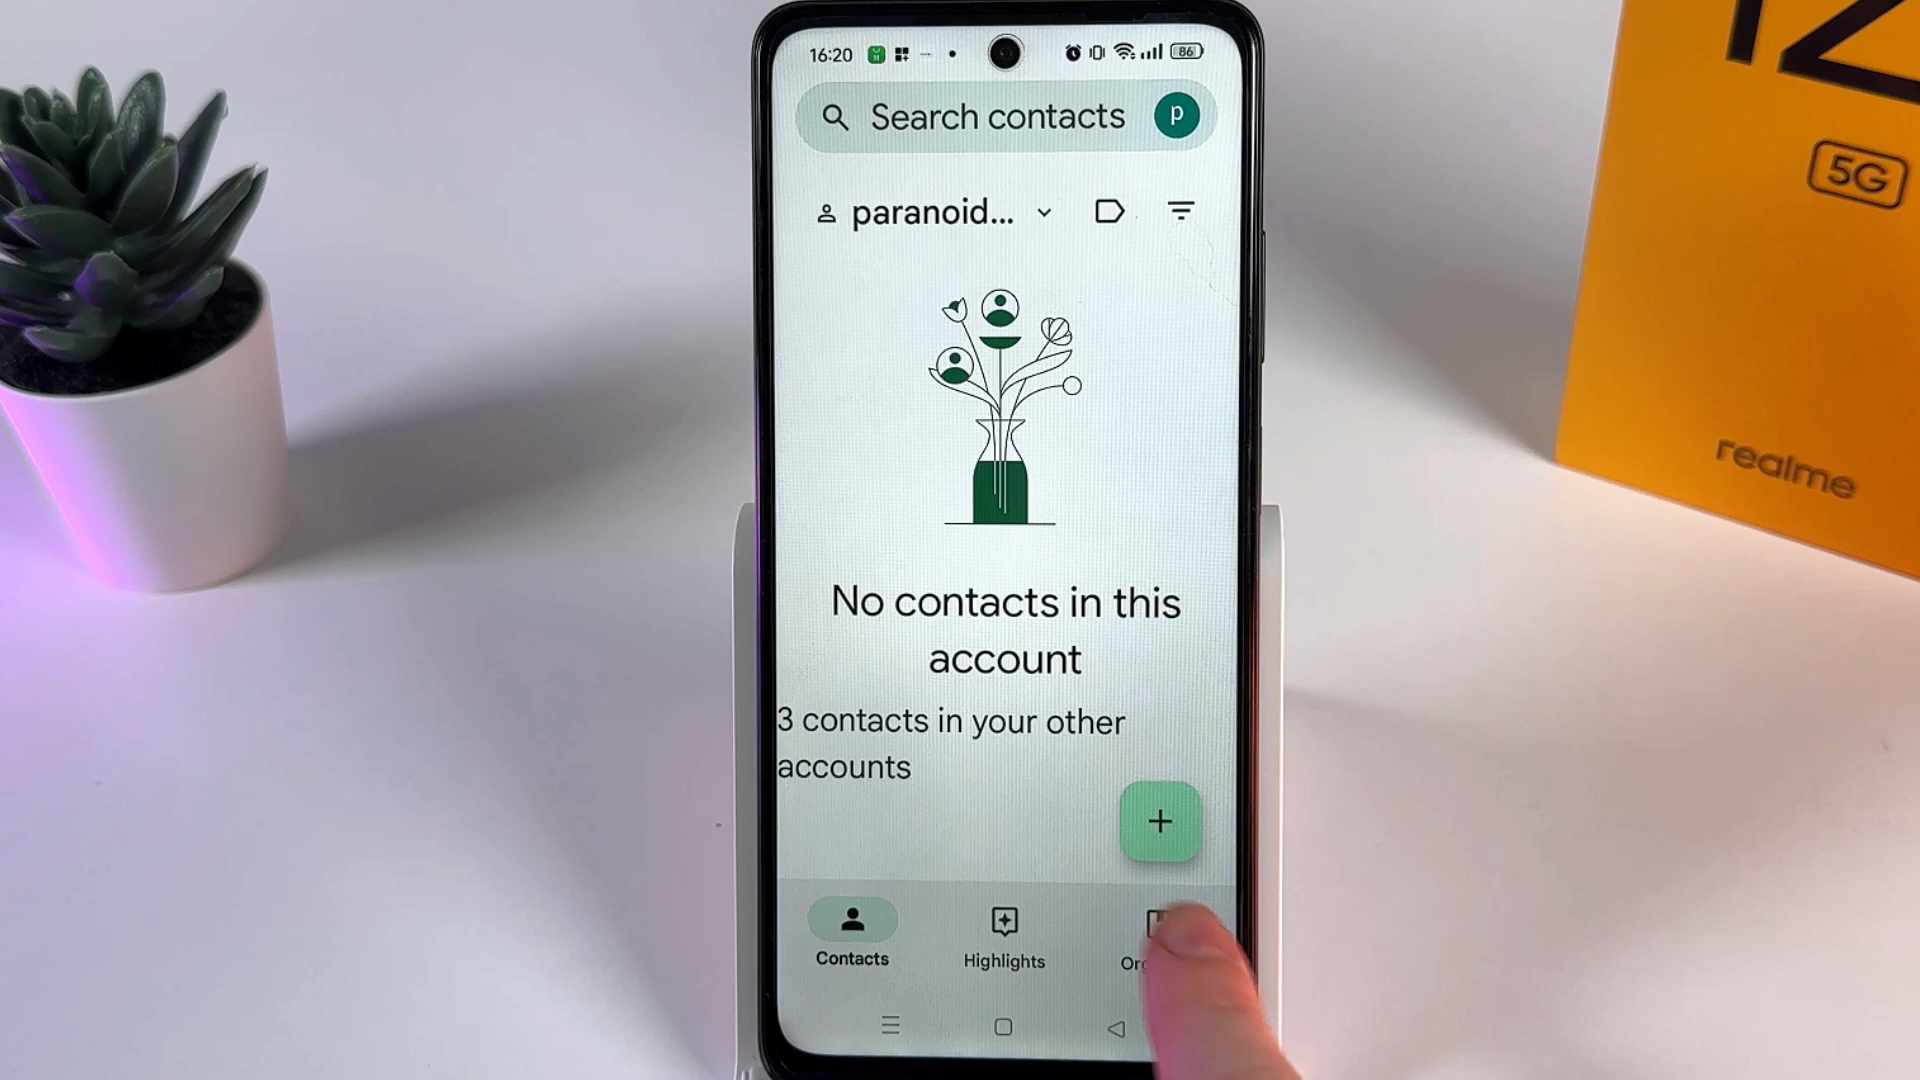 16:20
86
Search contacts
p
paranoid...
No contacts in this
account
3 contacts in your other
accounts
+
Contacts
Highlights
12
5G
realme